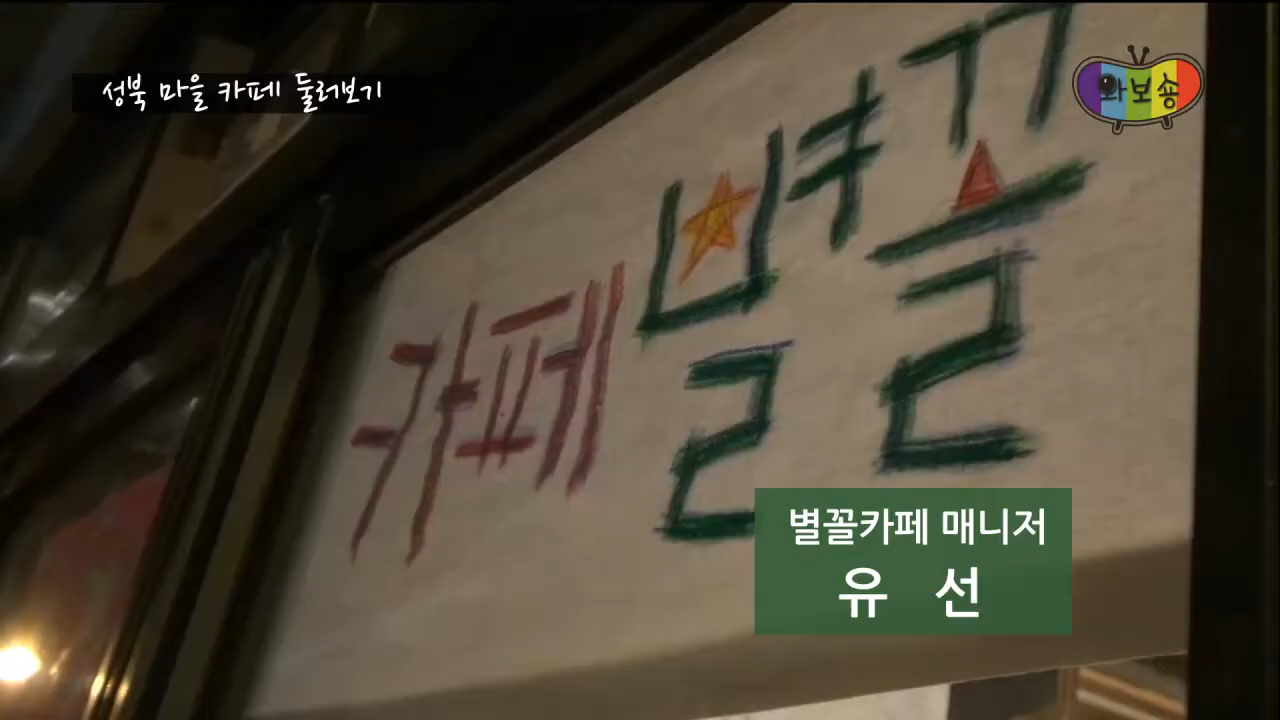 성북 마을 카페 둘러보기
와보숑
카페 별꼴
별꼴카페 매니저
유 선